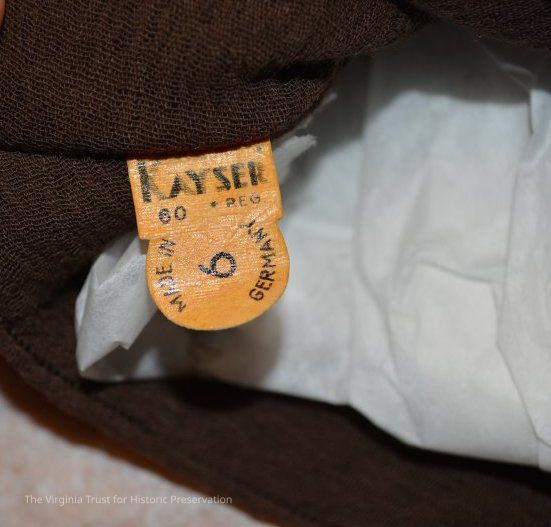 KAYSER
60 • REG
MADE IN GERMANY
6
The Virginia Trust for Historic Preservation